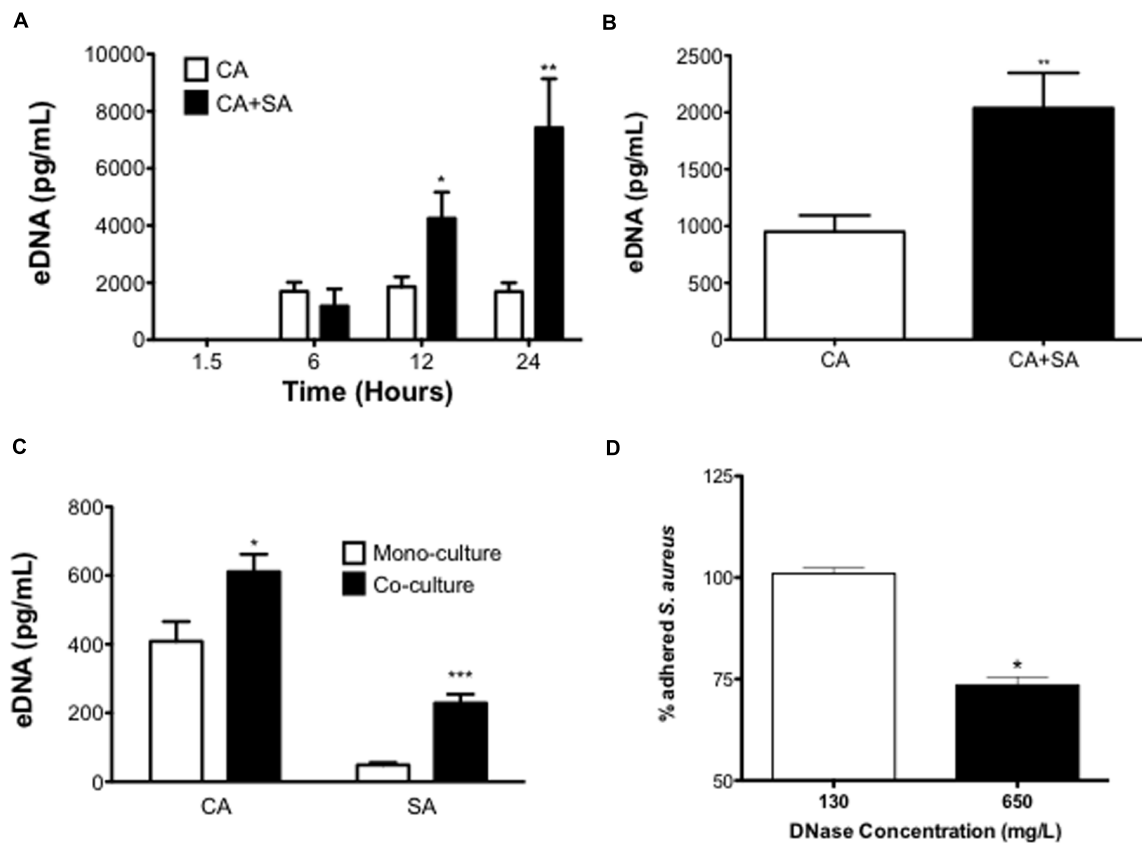 A
eDNA (pg/mL)
10000
8000
6000
4000
2000
0
CA
CA+SA
*
**
1.5 6 12 24
Time (Hours)
B
eDNA (pg/mL)
2500
2000
1500
1000
500
0
**
CA CA+SA
C
eDNA (pg/mL)
800
600
400
200
0
*
***
Mono-culture
Co-culture
CA SA
D
% adhered S. aureus
125
100
75
50
*
130 650
DNase Concentration (mg/L)